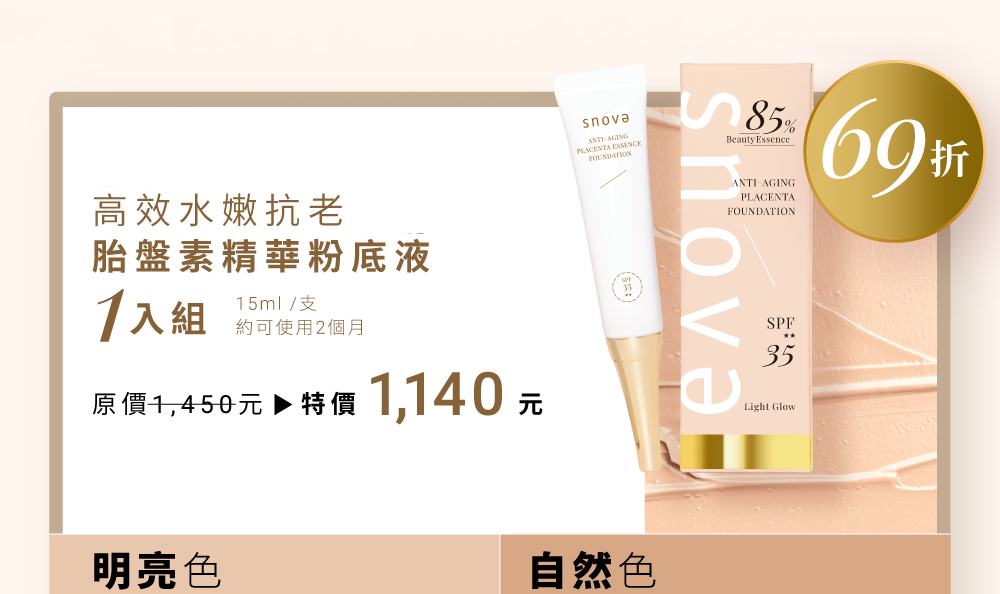 高效水嫩抗老
胎盤素精華粉底液
1入組
15ml /支
約可使用2個月
原價1,450元▶特價 1,140 元
snovə
ANTI-AGING
PLACENTA ESSENCE
FOUNDATION
SPF
35
★★
snovə
85%
Beauty Essence
ANTI-AGING
PLACENTA
FOUNDATION
SPF
★★
35
Light Glow
69折
明亮色
自然色